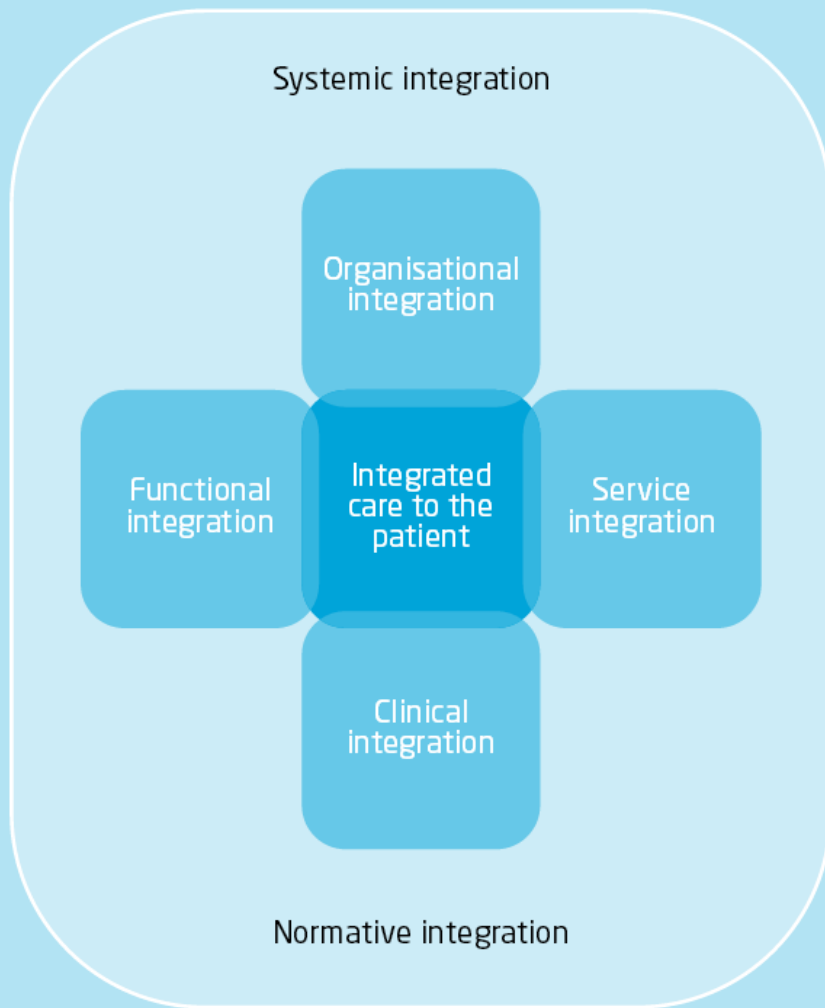 Systemic integration
Organisational
integration
Functional
integration
Integrated
care to the
patient
Service
integration
Clinical
integration
Normative integration